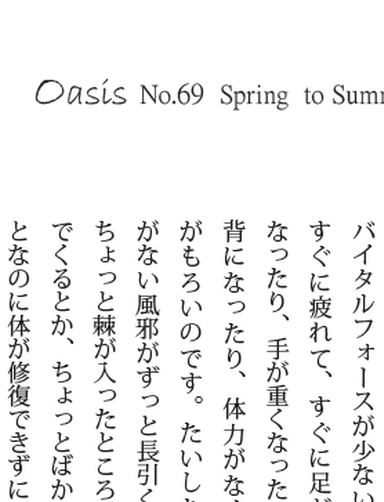 Oasis No.69 Spring to Sum
バイタルフォースが少ない
すぐに疲れて、すぐに足
なったり、手が重くなった
背になったり、体力がな
がもろいのです。たいし
がない風邪がずっと長引く
ちょっと棘が入ったところ
でくるとか、ちょっとばか
となのに体が修復できずに